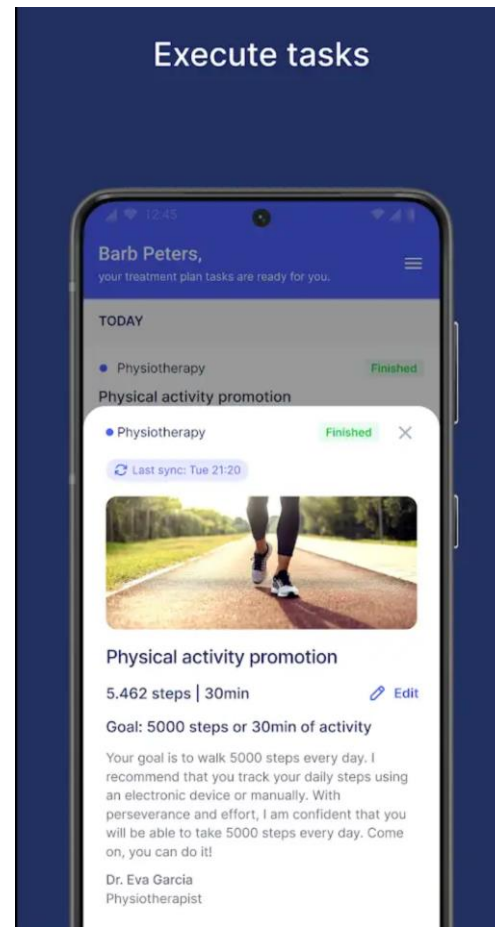 Execute tasks
12:45
Barb Peters,
your treatment plan tasks are ready for you.
TODAY
Physiotherapy
Finished
Physical activity promotion
Physiotherapy
Finished
Last sync: Tue 21:20
Physical activity promotion
5.462 steps | 30min
Edit
Goal: 5000 steps or 30min of activity
Your goal is to walk 5000 steps every day. I
recommend that you track your daily steps using
an electronic device or manually. With
perseverance and effort, I am confident that you
will be able to take 5000 steps every day. Come
on, you can do it!
Dr. Eva Garcia
Physiotherapist